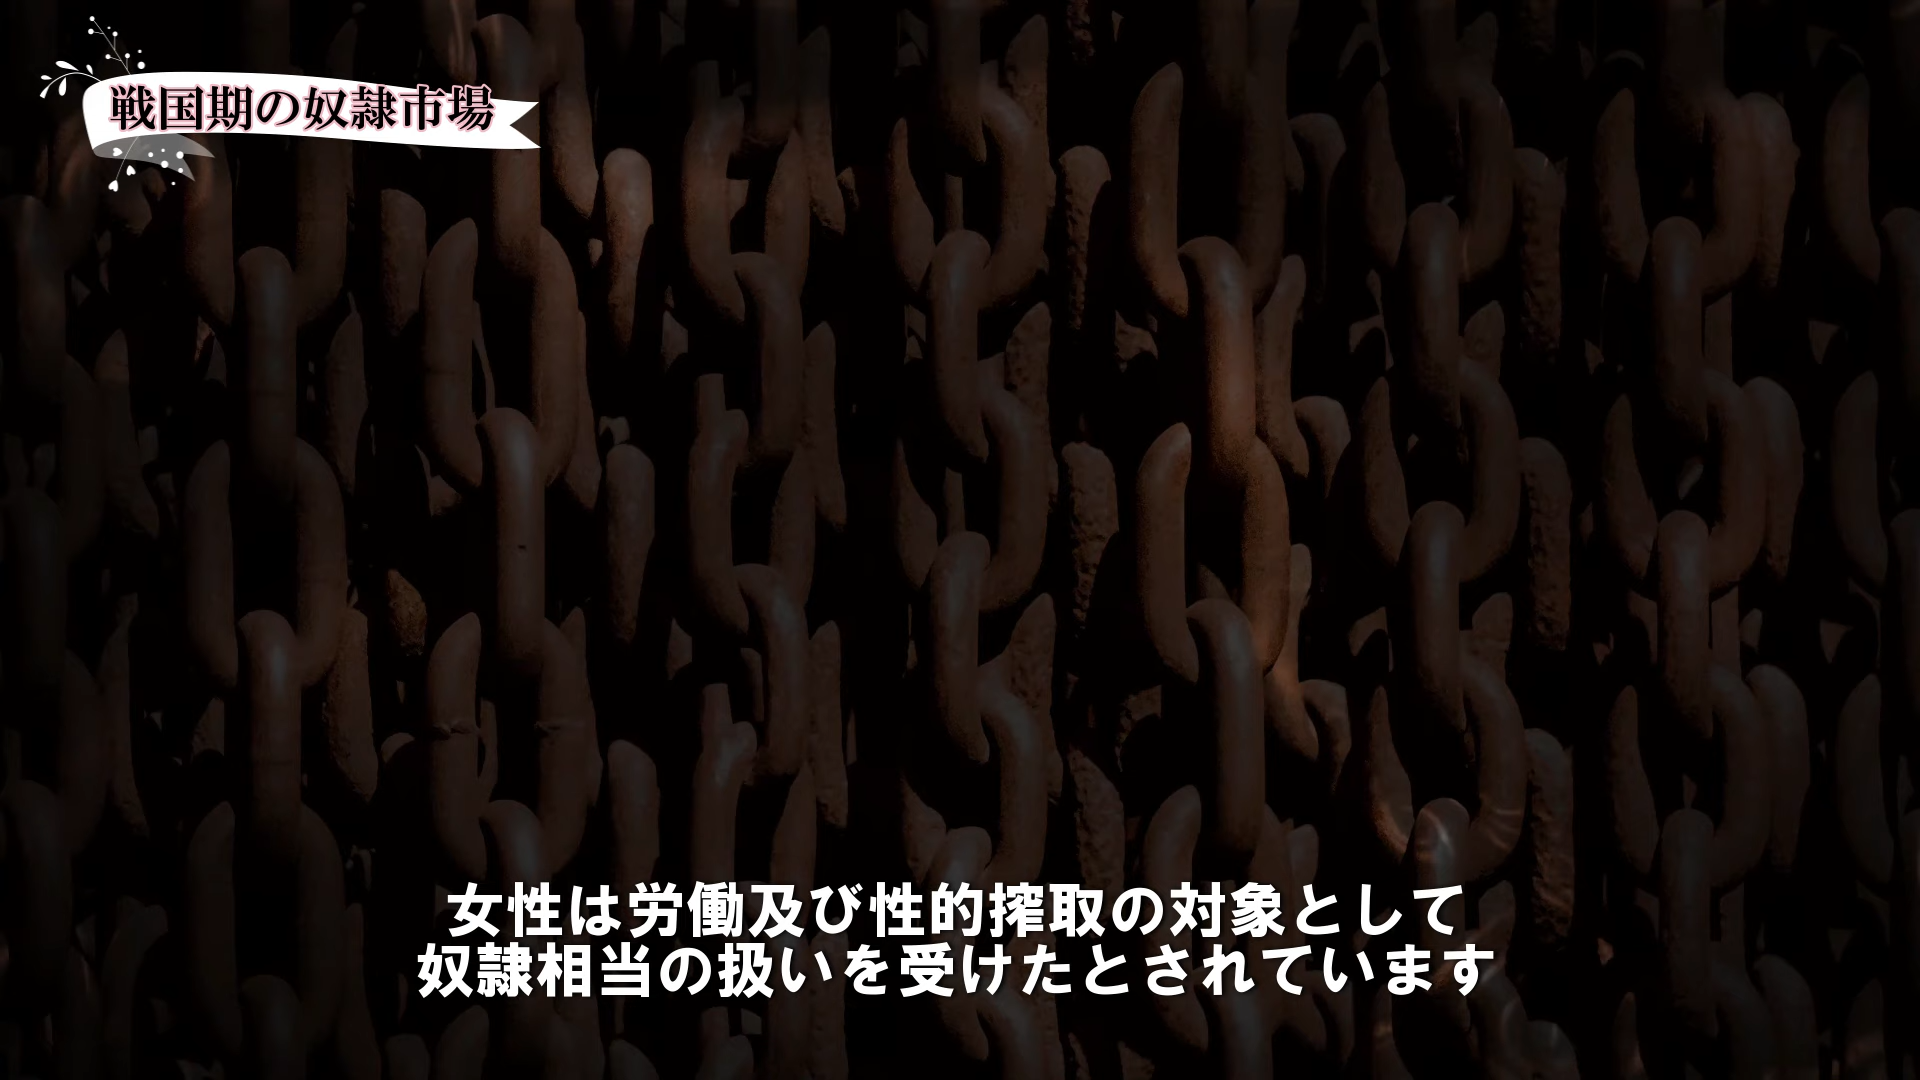 戦国期の奴隷市場
女性は労働及び性的搾取の対象として
奴隷相当の扱いを受けたとされています